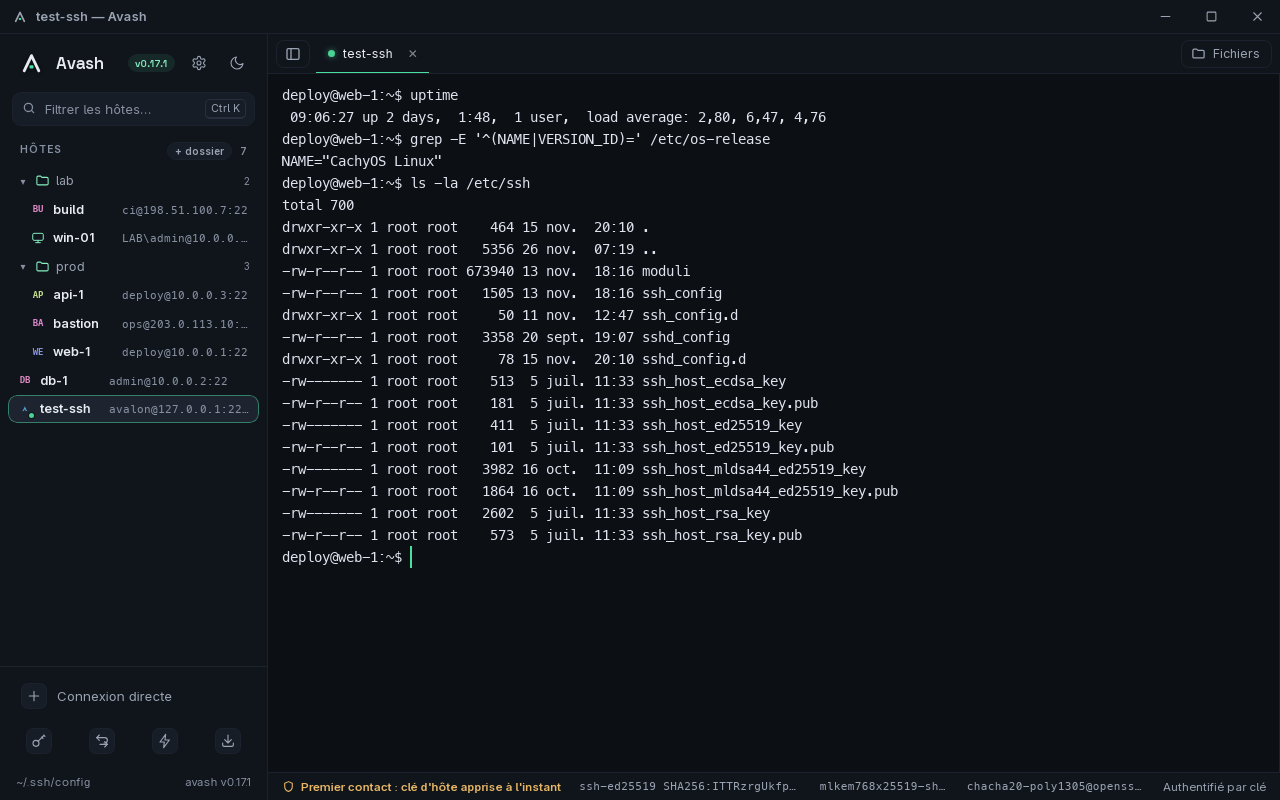 test-ssh — Avash
Avash v0.17.1
Filtrer les hôtes… Ctrl K
HÔTES + dossier 7
lab 2
BU build ci@198.51.100.7:22
win-01 LAB\admin@10.0.0.…
prod 3
AP api-1 deploy@10.0.0.3:22
BA bastion ops@203.0.113.10:…
WE web-1 deploy@10.0.0.1:22
DB db-1 admin@10.0.0.2:22
test-ssh avalon@127.0.0.1:22…
Connexion directe
~/.ssh/config avash v0.17.1
test-ssh
Fichiers
deploy@web-1:~$ uptime
09:06:27 up 2 days,  1:48,  1 user,  load average: 2,80, 6,47, 4,76
deploy@web-1:~$ grep -E '^(NAME|VERSION_ID)=' /etc/os-release
NAME="CachyOS Linux"
deploy@web-1:~$ ls -la /etc/ssh
total 700
drwxr-xr-x 1 root root    464 15 nov.  20:10 .
drwxr-xr-x 1 root root   5356 26 nov.  07:19 ..
-rw-r--r-- 1 root root 673940 13 nov.  18:16 moduli
-rw-r--r-- 1 root root   1505 13 nov.  18:16 ssh_config
drwxr-xr-x 1 root root     50 11 nov.  12:47 ssh_config.d
-rw-r--r-- 1 root root   3358 20 sept. 19:07 sshd_config
drwxr-xr-x 1 root root     78 15 nov.  20:10 sshd_config.d
-rw------- 1 root root    513  5 juil. 11:33 ssh_host_ecdsa_key
-rw-r--r-- 1 root root    181  5 juil. 11:33 ssh_host_ecdsa_key.pub
-rw------- 1 root root    411  5 juil. 11:33 ssh_host_ed25519_key
-rw-r--r-- 1 root root    101  5 juil. 11:33 ssh_host_ed25519_key.pub
-rw------- 1 root root   3982 16 oct.  11:09 ssh_host_mldsa44_ed25519_key
-rw-r--r-- 1 root root   1864 16 oct.  11:09 ssh_host_mldsa44_ed25519_key.pub
-rw------- 1 root root   2602  5 juil. 11:33 ssh_host_rsa_key
-rw-r--r-- 1 root root    573  5 juil. 11:33 ssh_host_rsa_key.pub
deploy@web-1:~$
Premier contact : clé d'hôte apprise à l'instant ssh-ed25519 SHA256:ITTRzrgUkfp… mlkem768x25519-sh… chacha20-poly1305@openss… Authentifié par clé